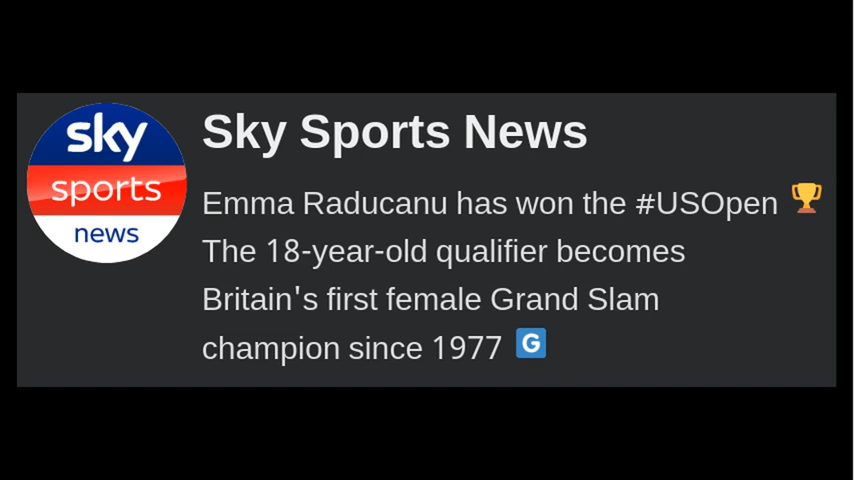 sky
sports
news
Sky Sports News
Emma Raducanu has won the #USOpen 🏆
The 18-year-old qualifier becomes
Britain's first female Grand Slam
champion since 1977 G